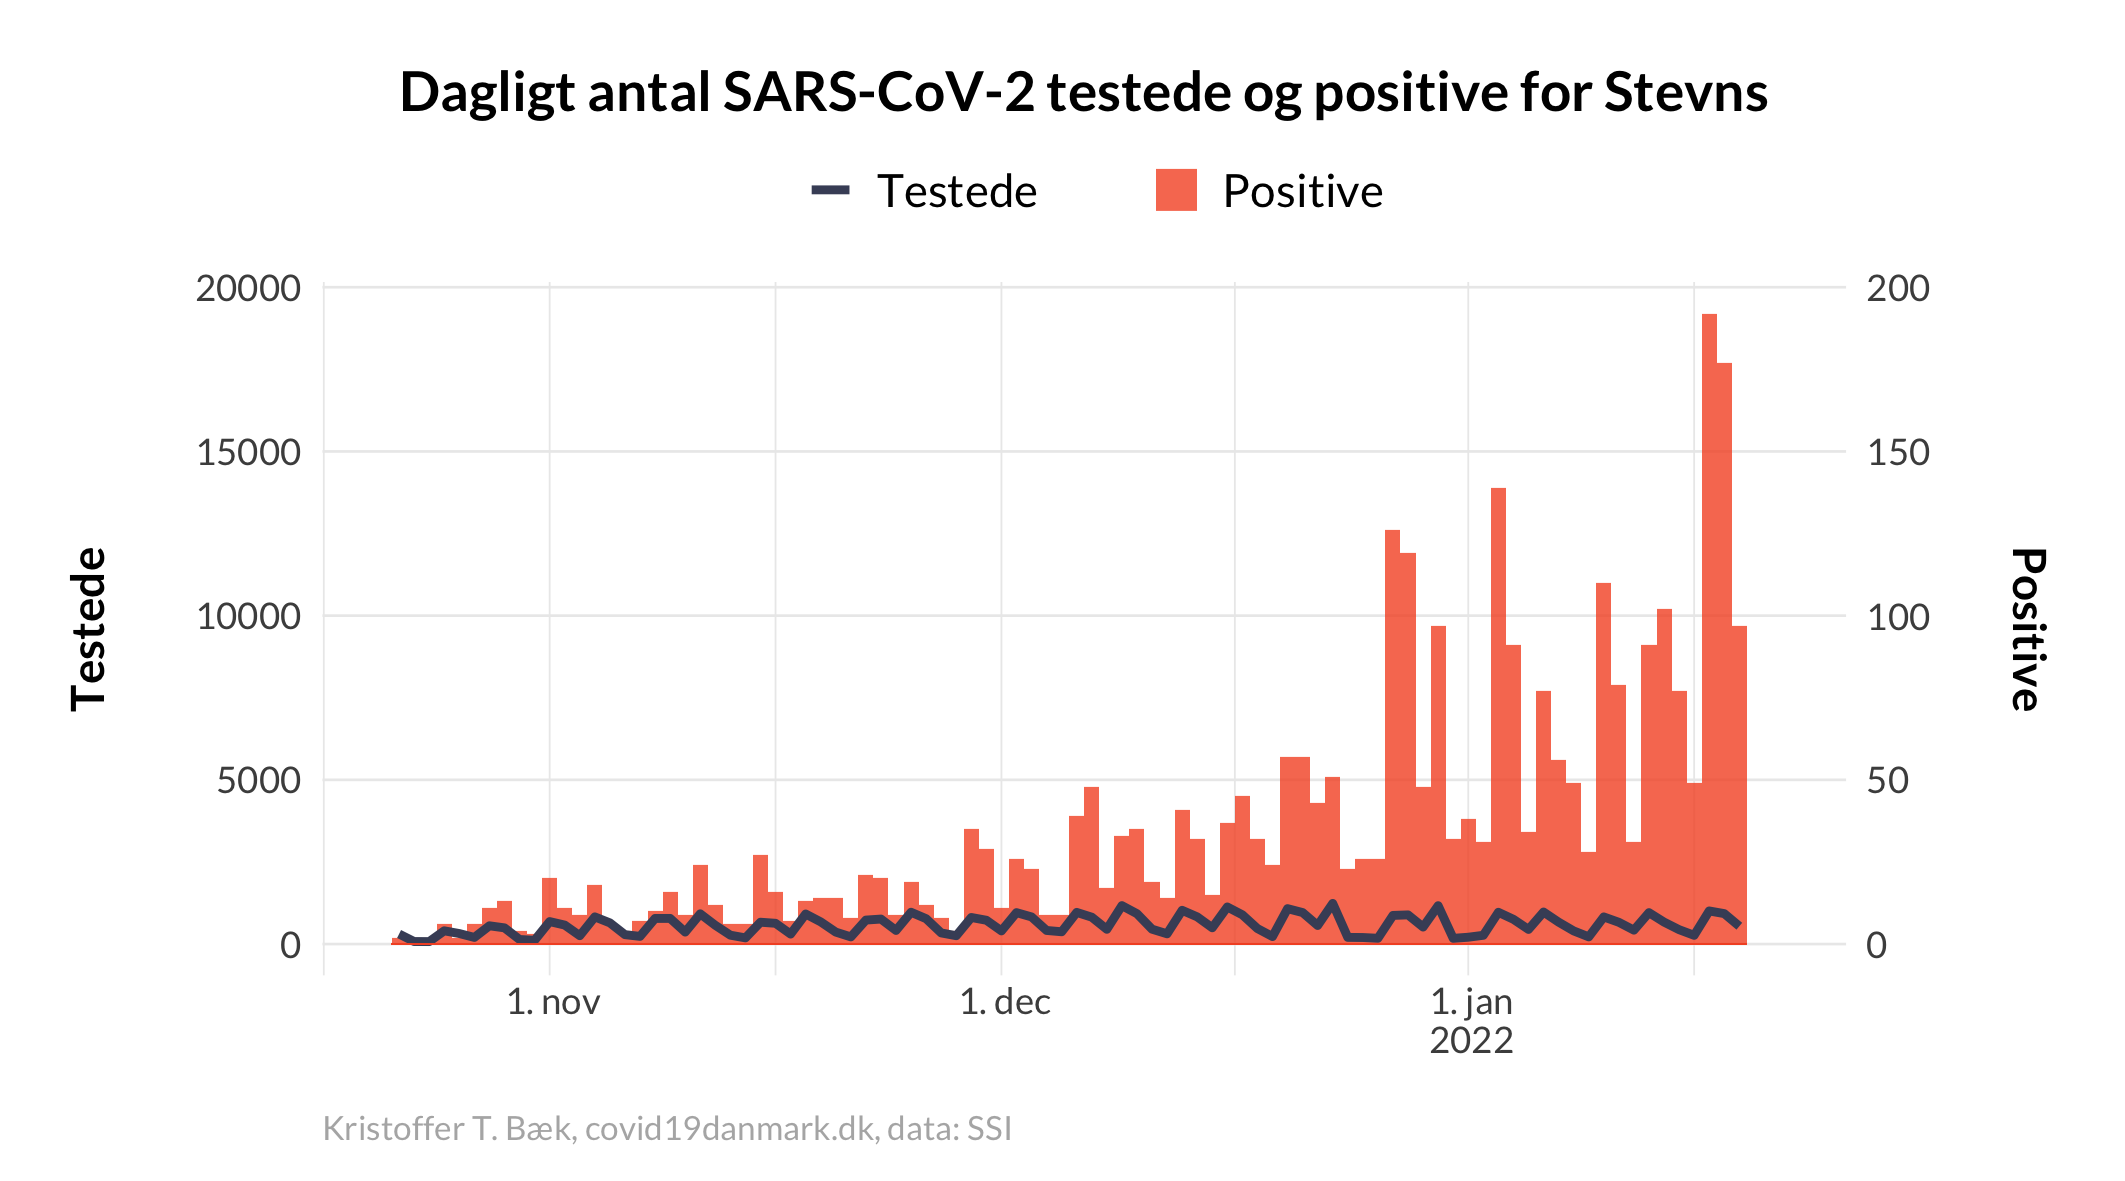 Dagligt antal SARS-CoV-2 testede og positive for Stevns
Testede
Positive
20000
15000
10000
5000
0
200
150
100
50
0
Testede
Positive
1. nov
1. dec
1. jan
2022
Kristoffer T. Bæk, covid19danmark.dk, data: SSI